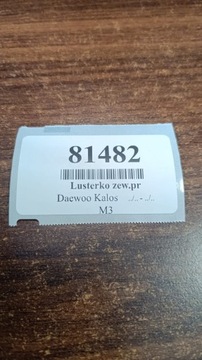 81482
Lusterko zew.pr
Daewoo Kalos ../.. - ../..
M3